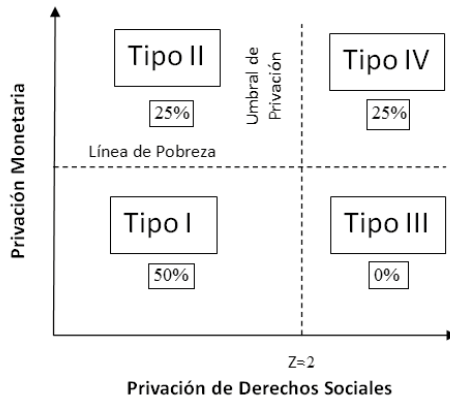 Tipo II
25%
Umbral de
Privación
Tipo IV
25%
Línea de Pobreza
Privación Monetaria
Tipo I
50%
Tipo III
0%
Z=2
Privación de Derechos Sociales